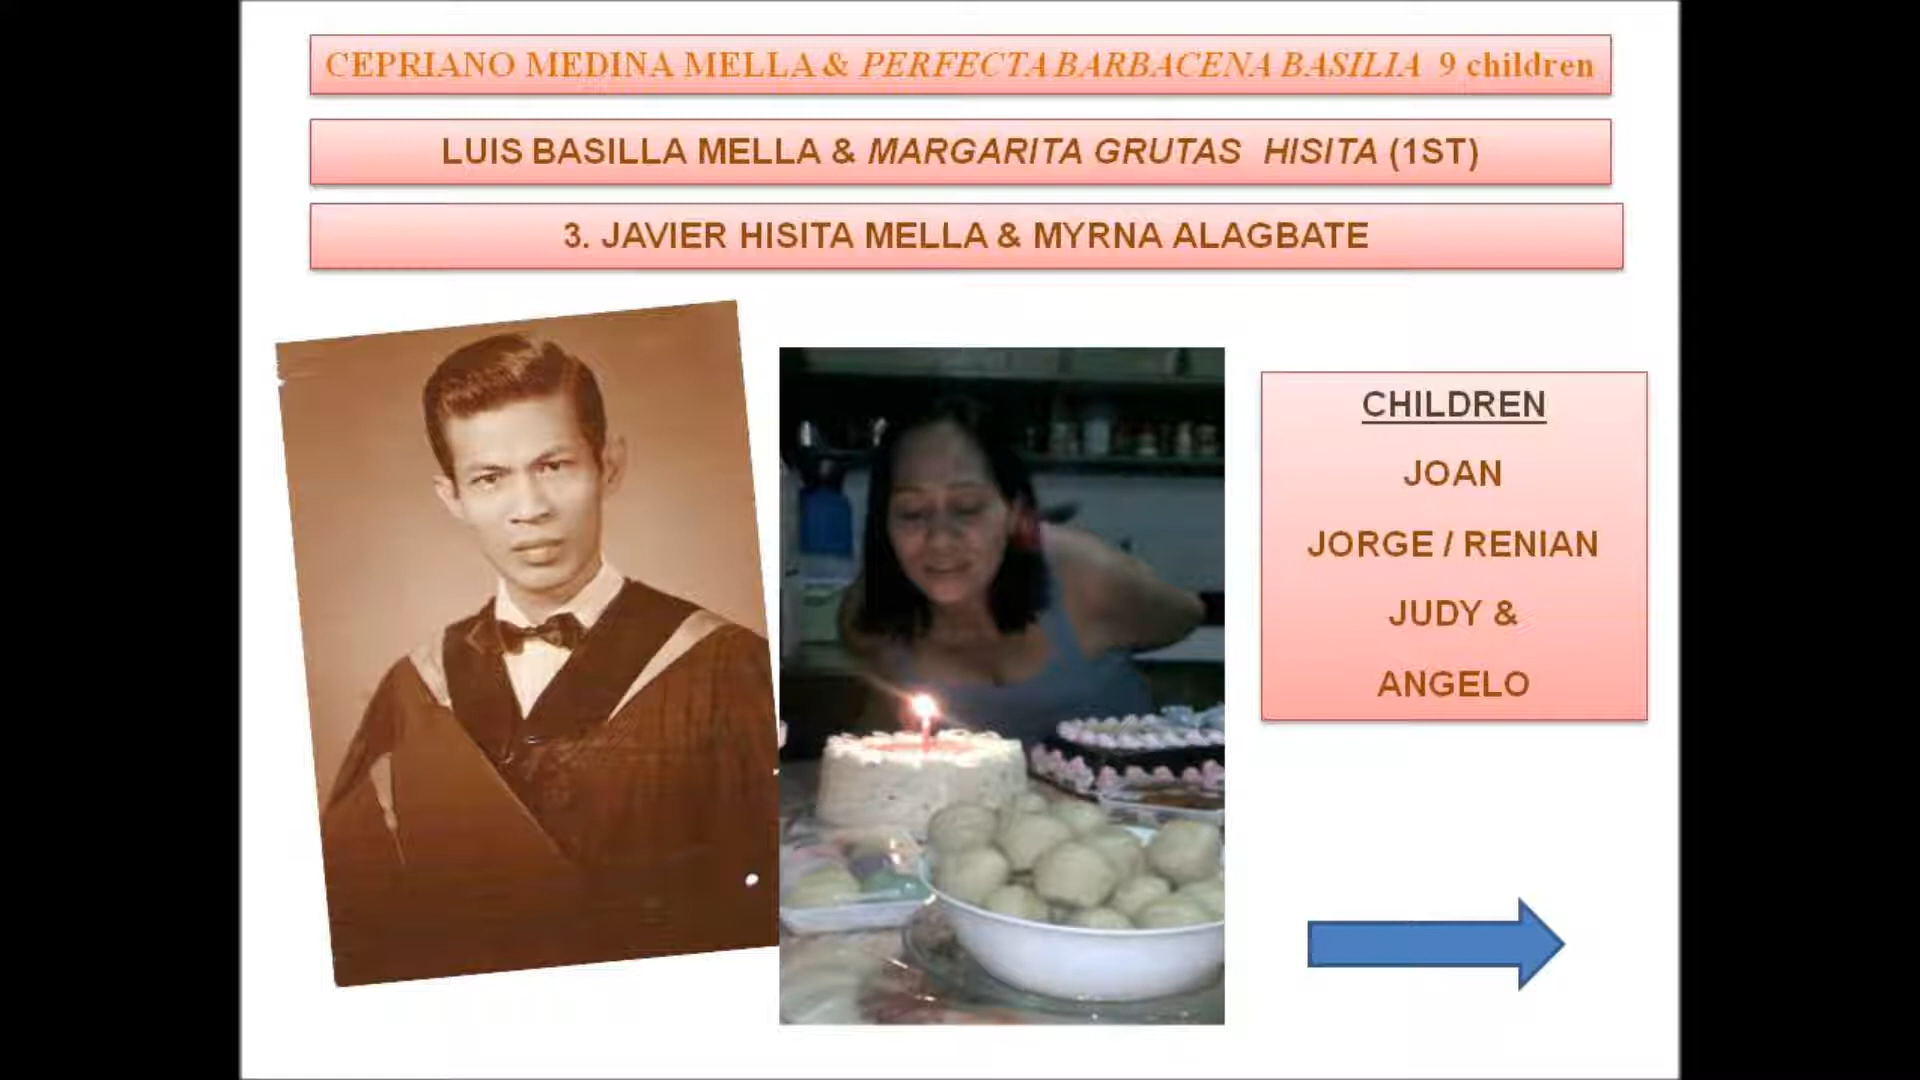 CEPRIANO MEDINA MELLA & PERFECTA BARBACENA BASILIA 9 children
LUIS BASILLA MELLA & MARGARITA GRUTAS HISITA (1ST)
3. JAVIER HISITA MELLA & MYRNA ALAGBATE
CHILDREN
JOAN
JORGE / RENIAN
JUDY &
ANGELO